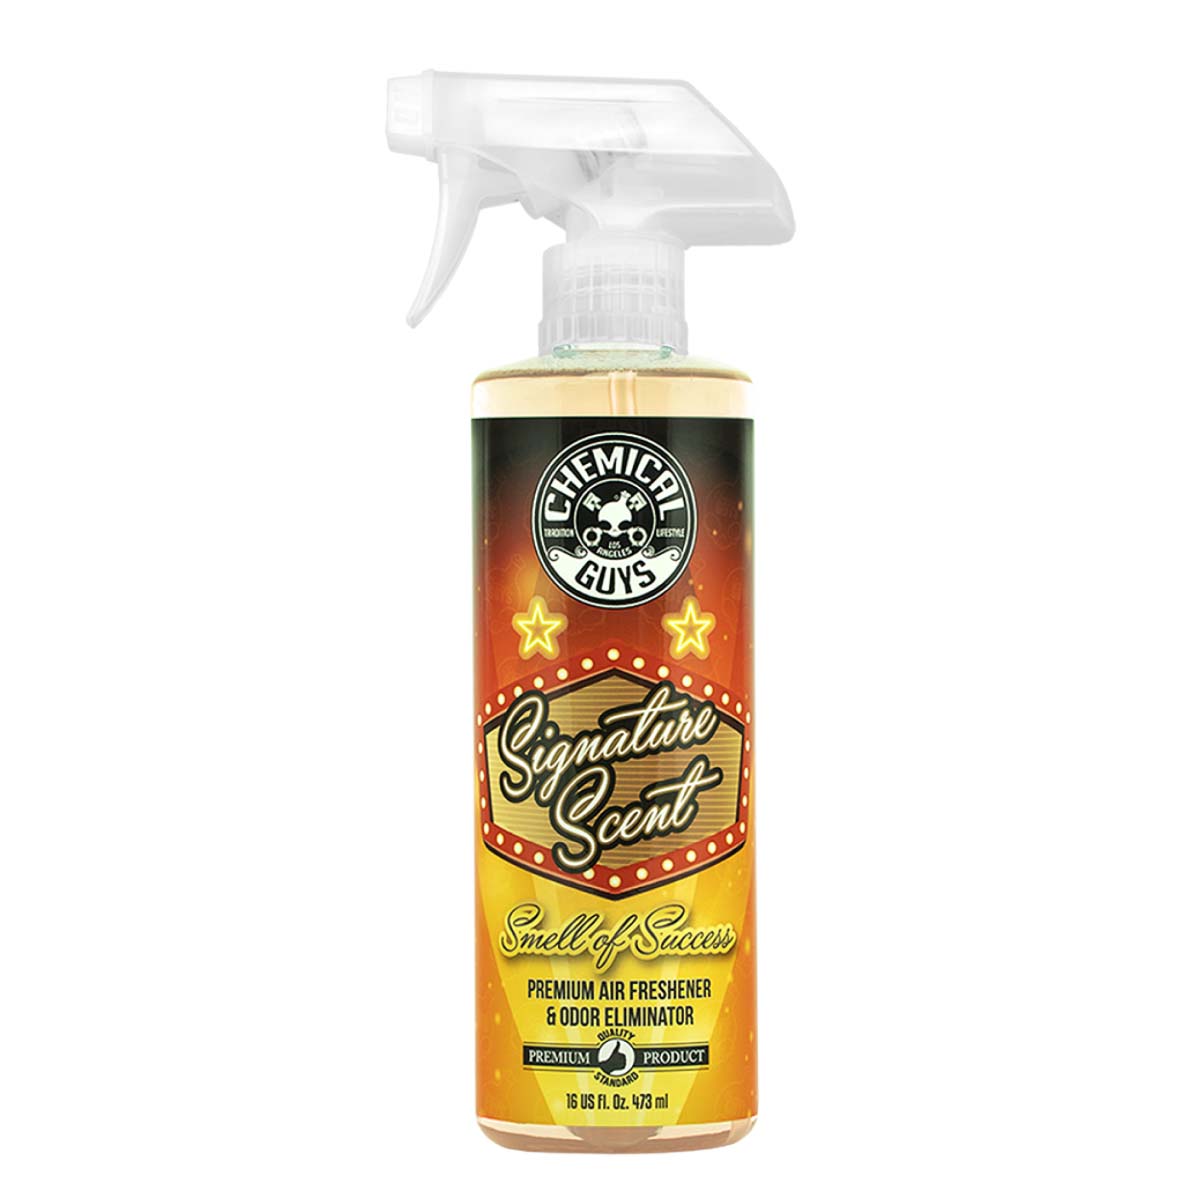 CHEMICAL
TRADITION LIFESTYLE
LOS
ANGELES
GUYS
Signature
Scent
Smell of Success
PREMIUM AIR FRESHENER
& ODOR ELIMINATOR
QUALITY
PREMIUM PRODUCT
STANDARD
16 US fl. Oz. 473 ml